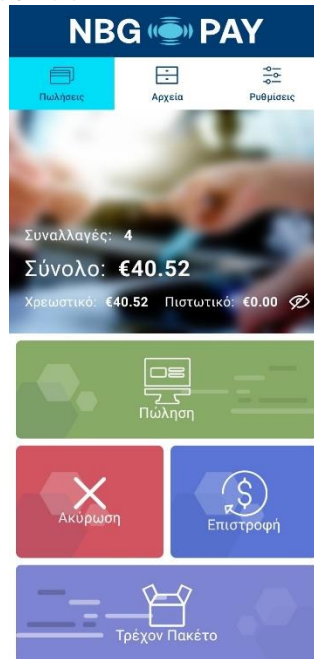 NBG PAY
Πωλήσεις Αρχεία Ρυθμίσεις
Συναλλαγές: 4
Σύνολο: €40.52
Χρεωστικό: €40.52 Πιστωτικό: €0.00
Πώληση
Ακύρωση
Επιστροφή
Τρέχον Πακέτο